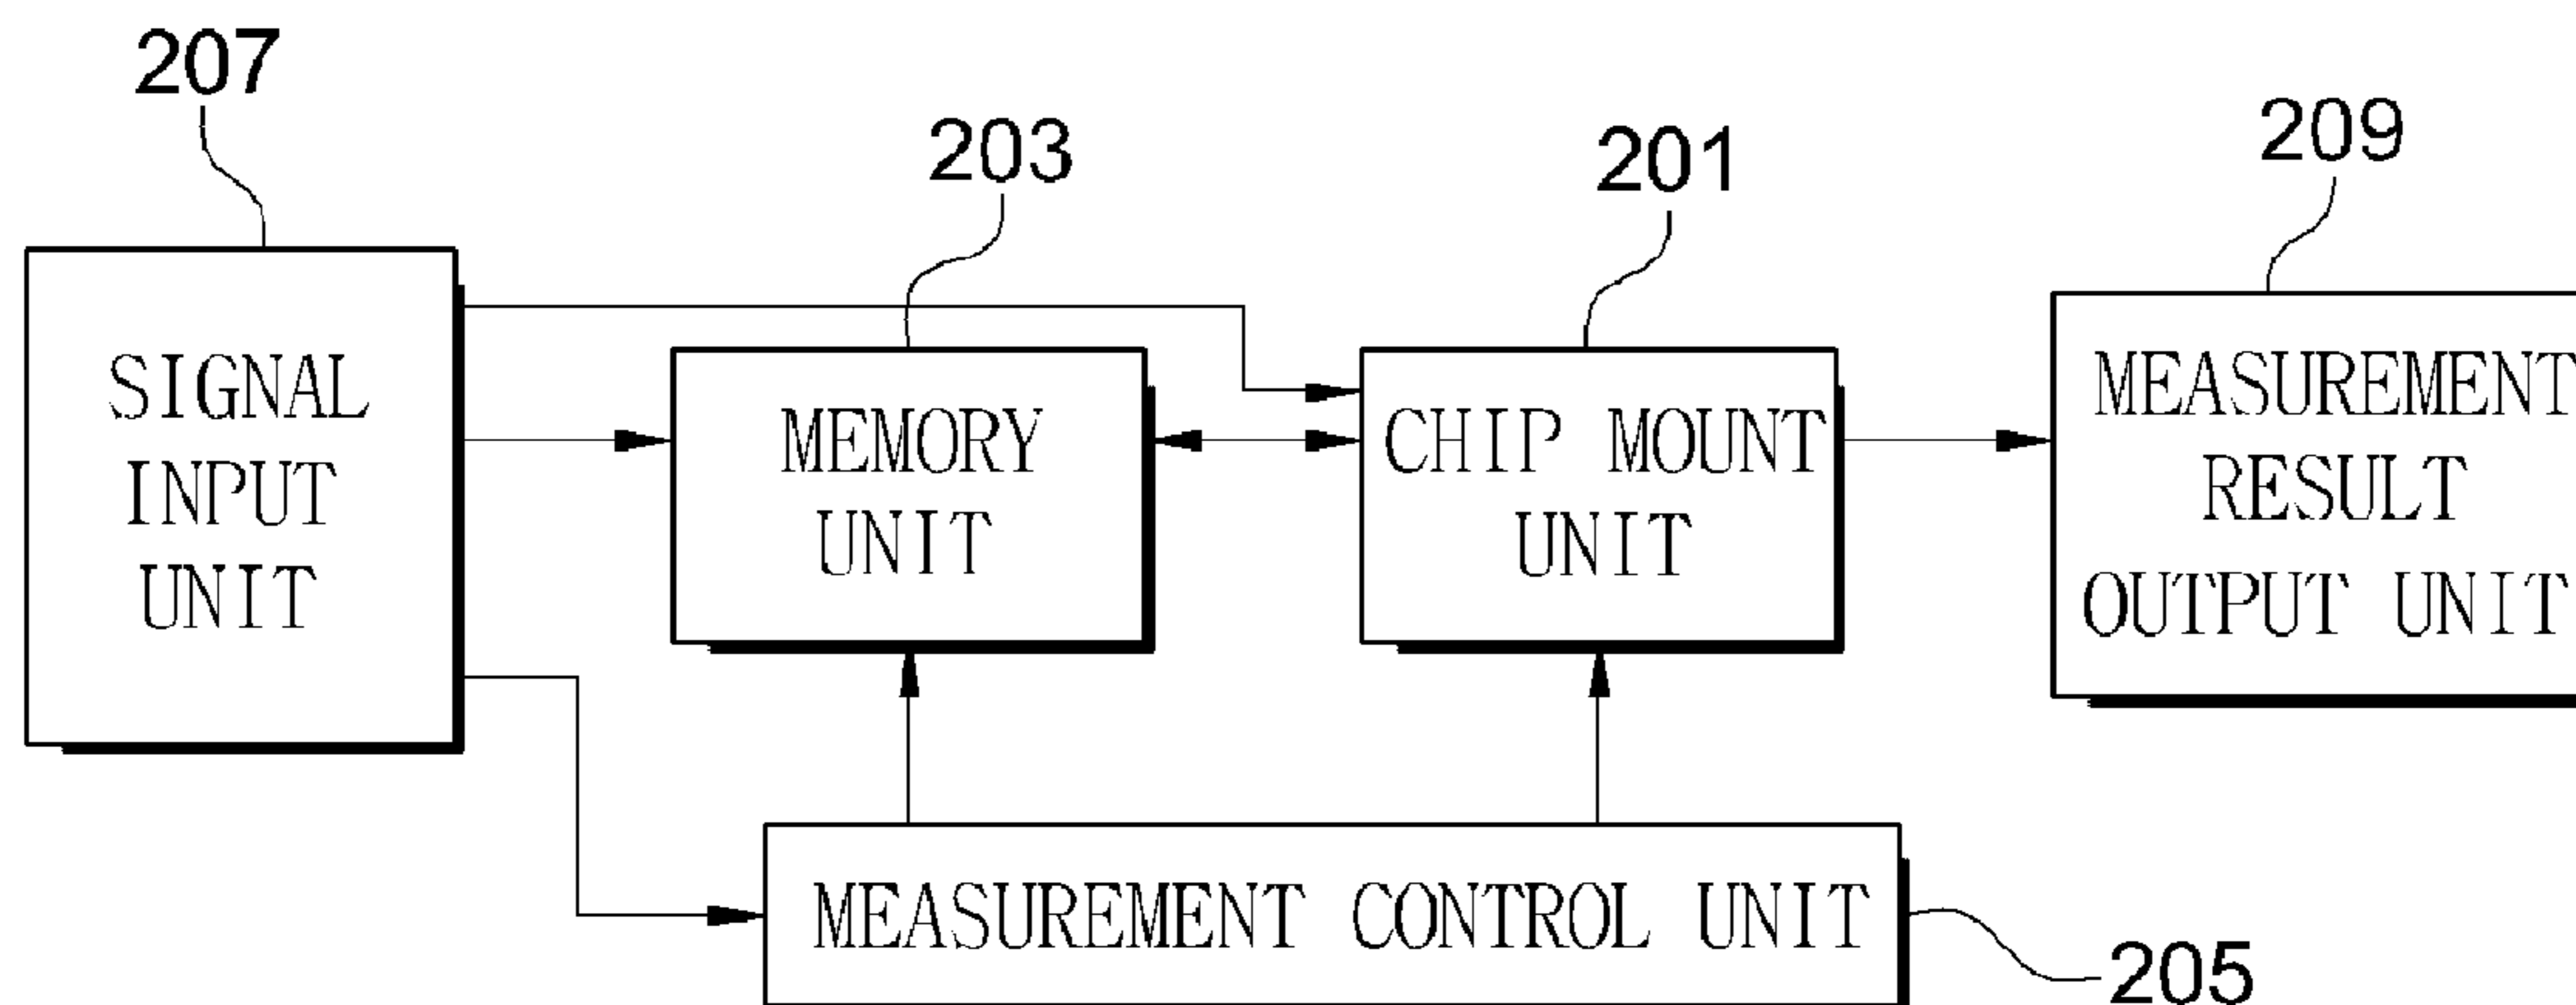 207
203
201
209
SIGNAL
INPUT
UNIT
MEMORY
UNIT
CHIP MOUNT
UNIT
MEASUREMENT
RESULT
OUTPUT UNIT
MEASUREMENT CONTROL UNIT
205